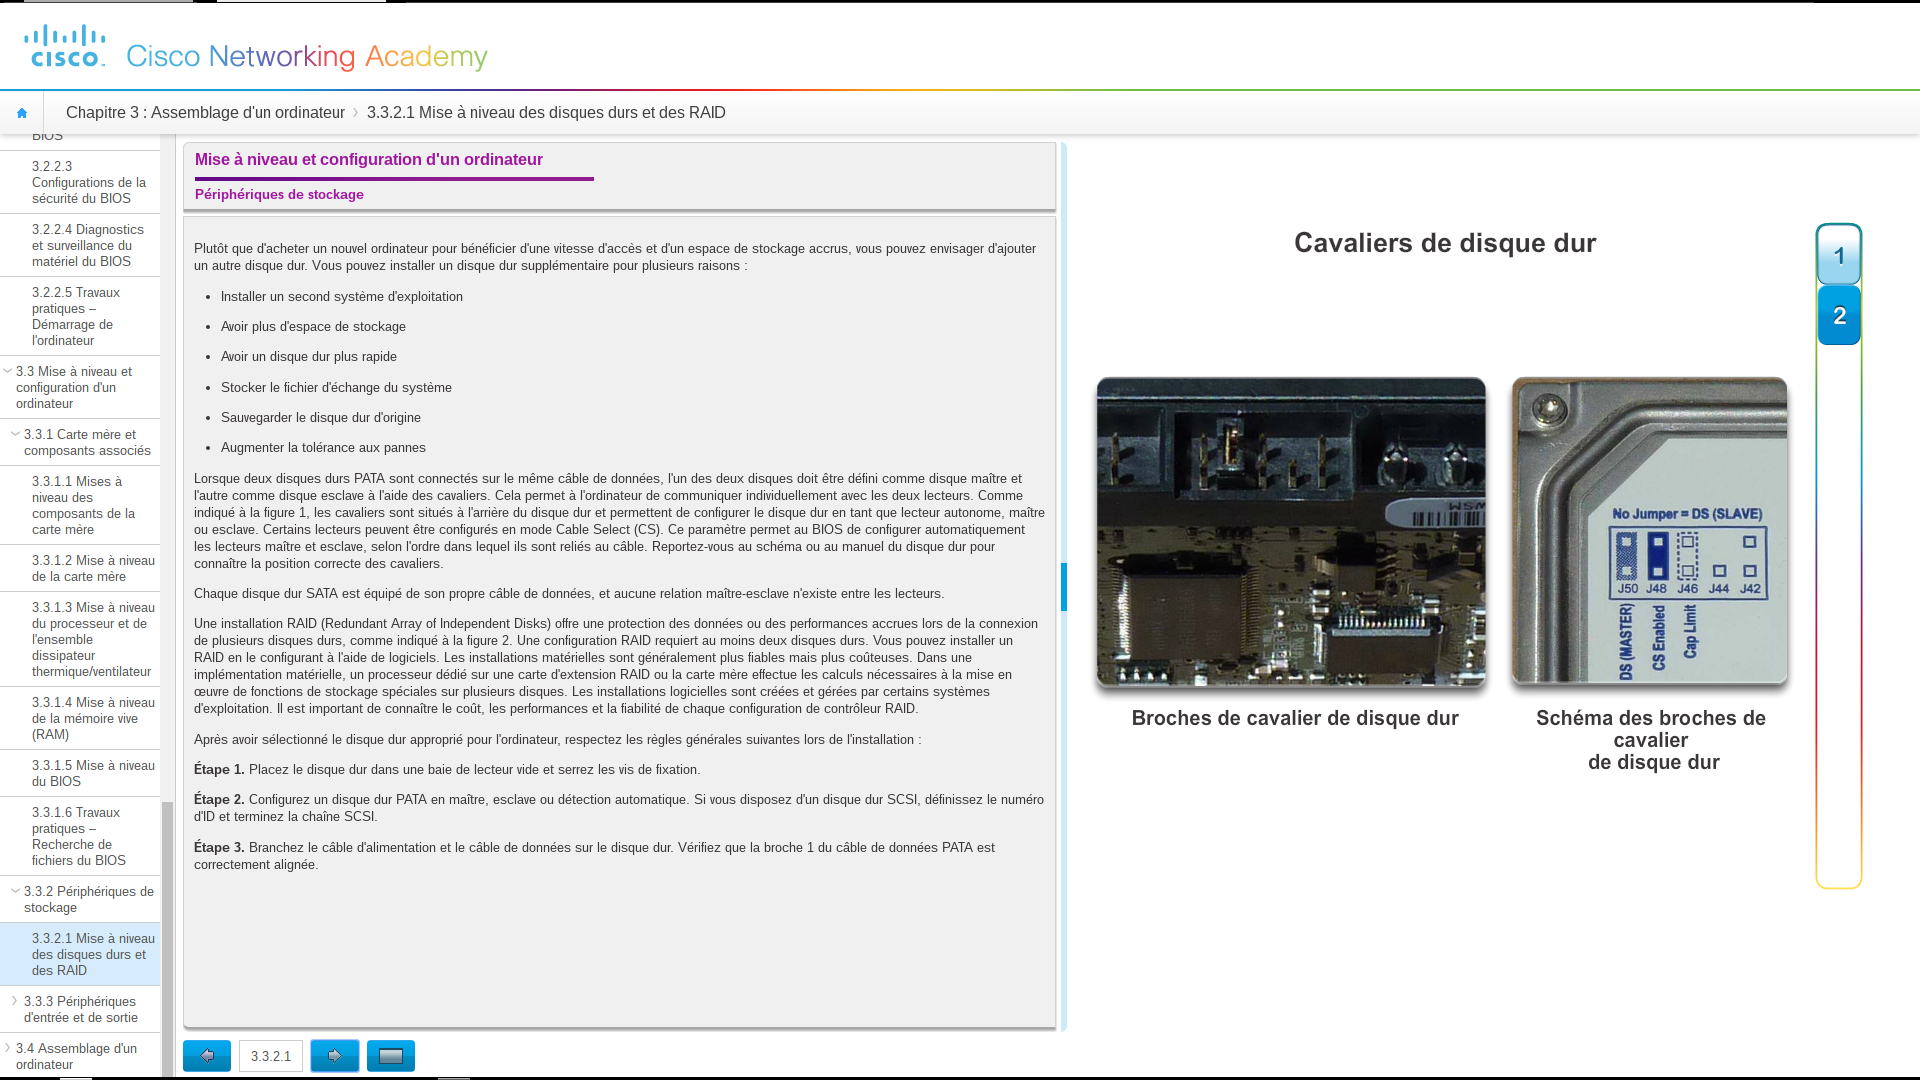 CISCO
Cisco Networking Academy
Chapitre 3 : Assemblage d'un ordinateur
3.3.2.1 Mise à niveau des disques durs et des RAID
BIOS
3.2.2.3
Configurations de la
sécurité du BIOS
3.2.2.4 Diagnostics
et surveillance du
matériel du BIOS
3.2.2.5 Travaux
pratiques –
Démarrage de
l'ordinateur
3.3 Mise à niveau et
configuration d'un
ordinateur
3.3.1 Carte mère et
composants associés
3.3.1.1 Mises à
niveau des
composants de la
carte mère
3.3.1.2 Mise à niveau
de la carte mère
3.3.1.3 Mise à niveau
du processeur et de
l'ensemble
dissipateur
thermique/ventilateur
3.3.1.4 Mise à niveau
de la mémoire vive
(RAM)
3.3.1.5 Mise à niveau
du BIOS
3.3.1.6 Travaux
pratiques –
Recherche de
fichiers du BIOS
3.3.2 Périphériques de
stockage
3.3.2.1 Mise à niveau
des disques durs et
des RAID
3.3.3 Périphériques
d'entrée et de sortie
3.4 Assemblage d'un
ordinateur
Mise à niveau et configuration d'un ordinateur
Périphériques de stockage
Plutôt que d'acheter un nouvel ordinateur pour bénéficier d'une vitesse d'accès et d'un espace de stockage accrus, vous pouvez envisager d'ajouter
un autre disque dur. Vous pouvez installer un disque dur supplémentaire pour plusieurs raisons :
• Installer un second système d'exploitation
• Avoir plus d'espace de stockage
• Avoir un disque dur plus rapide
• Stocker le fichier d'échange du système
• Sauvegarder le disque dur d'origine
• Augmenter la tolérance aux pannes
Lorsque deux disques durs PATA sont connectés sur le même câble de données, l'un des deux disques doit être défini comme disque maître et
l'autre comme disque esclave à l'aide des cavaliers. Cela permet à l'ordinateur de communiquer individuellement avec les deux lecteurs. Comme
indiqué à la figure 1, les cavaliers sont situés à l'arrière du disque dur et permettent de configurer le disque dur en tant que lecteur autonome, maître
ou esclave. Certains lecteurs peuvent être configurés en mode Cable Select (CS). Ce paramètre permet au BIOS de configurer automatiquement
les lecteurs maître et esclave, selon l'ordre dans lequel ils sont reliés au câble. Reportez-vous au schéma ou au manuel du disque dur pour
connaître la position correcte des cavaliers.
Chaque disque dur SATA est équipé de son propre câble de données, et aucune relation maître-esclave n'existe entre les lecteurs.
Une installation RAID (Redundant Array of Independent Disks) offre une protection des données ou des performances accrues lors de la connexion
de plusieurs disques durs, comme indiqué à la figure 2. Une configuration RAID requiert au moins deux disques durs. Vous pouvez installer un
RAID en le configurant à l'aide de logiciels. Les installations matérielles sont généralement plus fiables mais plus coûteuses. Dans une
implémentation matérielle, un processeur dédié sur une carte d'extension RAID ou la carte mère effectue les calculs nécessaires à la mise en
œuvre de fonctions de stockage spéciales sur plusieurs disques. Les installations logicielles sont créées et gérées par certains systèmes
d'exploitation. Il est important de connaître le coût, les performances et la fiabilité de chaque configuration de contrôleur RAID.
Après avoir sélectionné le disque dur approprié pour l'ordinateur, respectez les règles générales suivantes lors de l'installation :
Étape 1. Placez le disque dur dans une baie de lecteur vide et serrez les vis de fixation.
Étape 2. Configurez un disque dur PATA en maître, esclave ou détection automatique. Si vous disposez d'un disque dur SCSI, définissez le numéro
d'ID et terminez la chaîne SCSI.
Étape 3. Branchez le câble d'alimentation et le câble de données sur le disque dur. Vérifiez que la broche 1 du câble de données PATA est
correctement alignée.
3.3.2.1
Cavaliers de disque dur
1
2
No Jumper = DS (SLAVE)
J50 J48 J46 J44 J42
DS (MASTER)
CS Enabled
Cap Limit
Broches de cavalier de disque dur
Schéma des broches de
cavalier
de disque dur